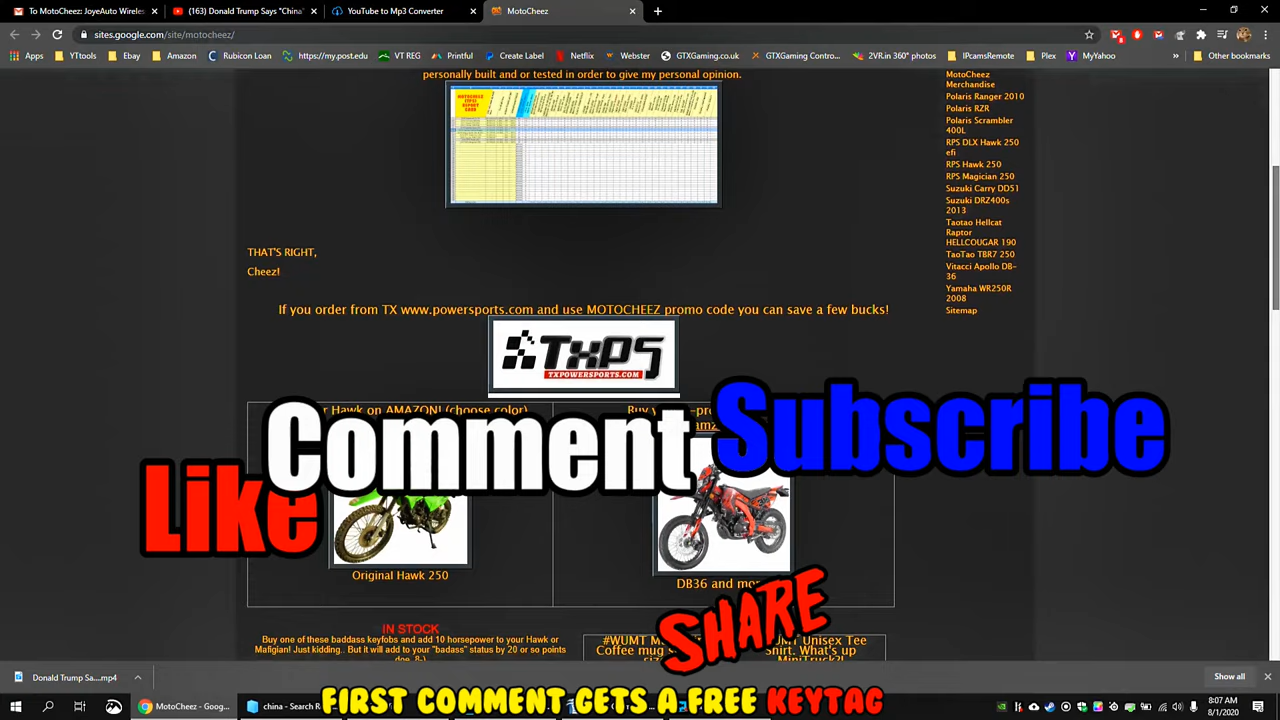 To MotoCheez: JoyeAuto Wireless
(163) Donald Trump Says "China"
YouTube to Mp3 Converter
MotoCheez
sites.google.com/site/motocheez/
Apps
YTtools
Ebay
Amazon
Rubicon Loan
https://my.post.edu
VT REG
Printful
Create Label
Netflix
Webster
GTXGaming.co.uk
GTXGaming Contro...
2VR.in 360° photos
IPcamsRemote
Plex
MyYahoo
Other bookmarks
personally built and or tested in order to give my personal opinion.
MotoCheez
Merchandise
Polaris Ranger 2010
Polaris RZR
Polaris Scrambler
400L
RPS DLX Hawk 250
efi
RPS Hawk 250
RPS Magician 250
Suzuki Carry DD51
Suzuki DRZ400s
2013
Taotao Hellcat
Raptor
HELLCOUGAR 190
TaoTao TBR7 250
Vitacci Apollo DB-
36
Yamaha WR250R
2008
Sitemap
THAT'S RIGHT,
Cheez!
If you order from TX www.powersports.com and use MOTOCHEEZ promo code you can save a few bucks!
TXPS
TXPOWERSPORTS.COM
Hawk on AMAZON! (choose color)
Buy
Like
Comment
Subscribe
SHARE
Original Hawk 250
DB36 and
IN STOCK
Buy one of these baddass keyfobs and add 10 horsepower to your Hawk or
Mafigian! Just kidding.. But it will add to your "badass" status by 20 or so points
#WUMT
Coffee mug
Unisex Tee
Shirt. What's up
MiniTruck?!
FIRST COMMENT GETS A FREE KEYTAG
Donald Trump Sa....mp4
Show all
MotoCheez - Goog...
china - Search Re
8:07 AM
8/1/2020